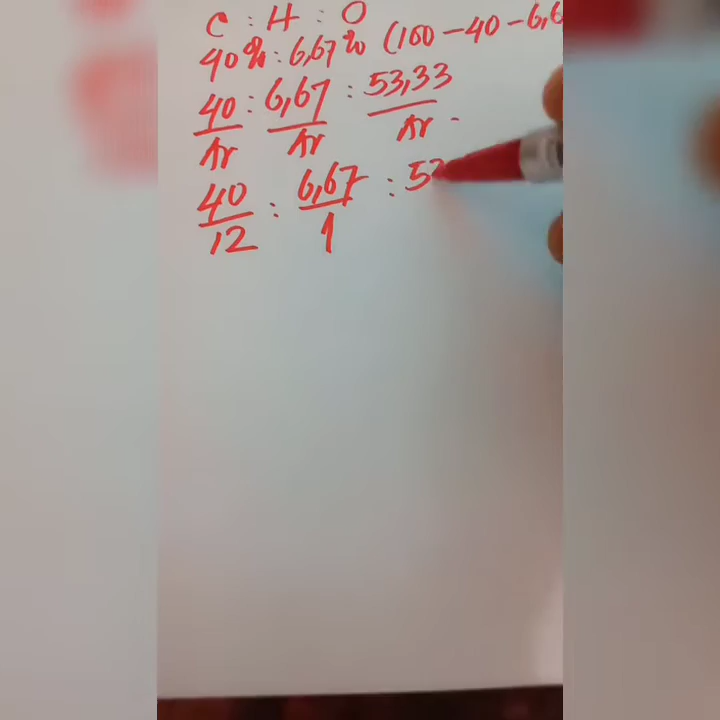 C : H : O
40% : 6,67% (100 - 40 - 6,6
40/Ar : 6,67/Ar : 53,33/Ar
40/12 : 6,67/1 : 53